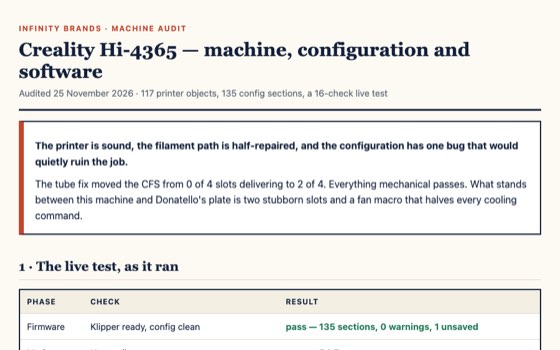 INFINITY BRANDS · MACHINE AUDIT
Creality Hi-4365 — machine, configuration and
software
Audited 25 November 2026 · 117 printer objects, 135 config sections, a 16-check live test
The printer is sound, the filament path is half-repaired, and the configuration has one bug that would
quietly ruin the job.
The tube fix moved the CFS from 0 of 4 slots delivering to 2 of 4. Everything mechanical passes. What stands
between this machine and Donatello's plate is two stubborn slots and a fan macro that halves every cooling
command.
1 · The live test, as it ran
PHASE CHECK RESULT
Firmware Klipper ready, config clean pass — 135 sections, 0 warnings, 1 unsaved